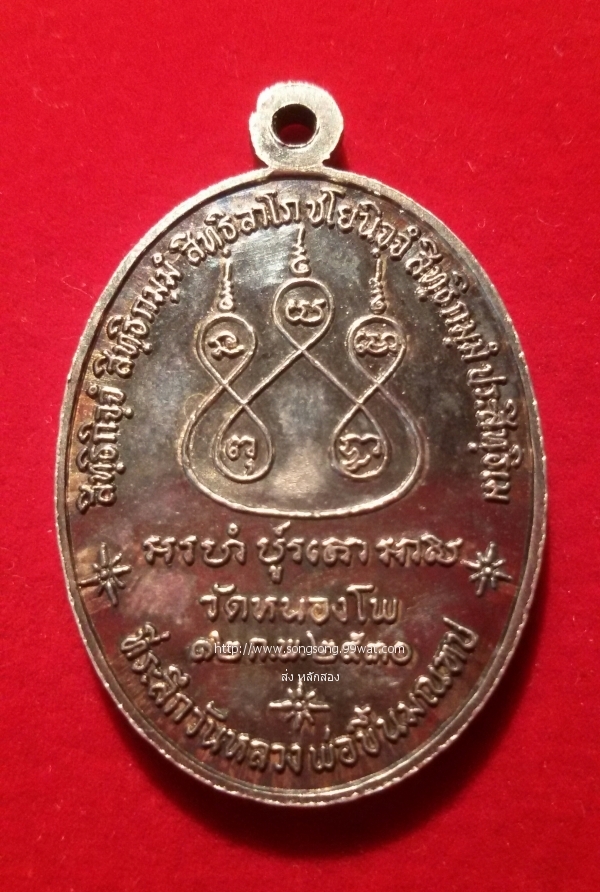 สิทฺธิกิจฺจํ สิทฺธิกมฺมํ สิทฺธิลาโภ ชโยนิจฺจํ สิทฺธิกมฺมํ ประสิทฺธิเม
วัดหนองโพ
๑๒ ก.พ. ๒๕๓๐
http://www.songsong.99wat.com
ส่ง หลักสอง
ที่ระลึกวันหลวงพ่อขึ้นมณฑป